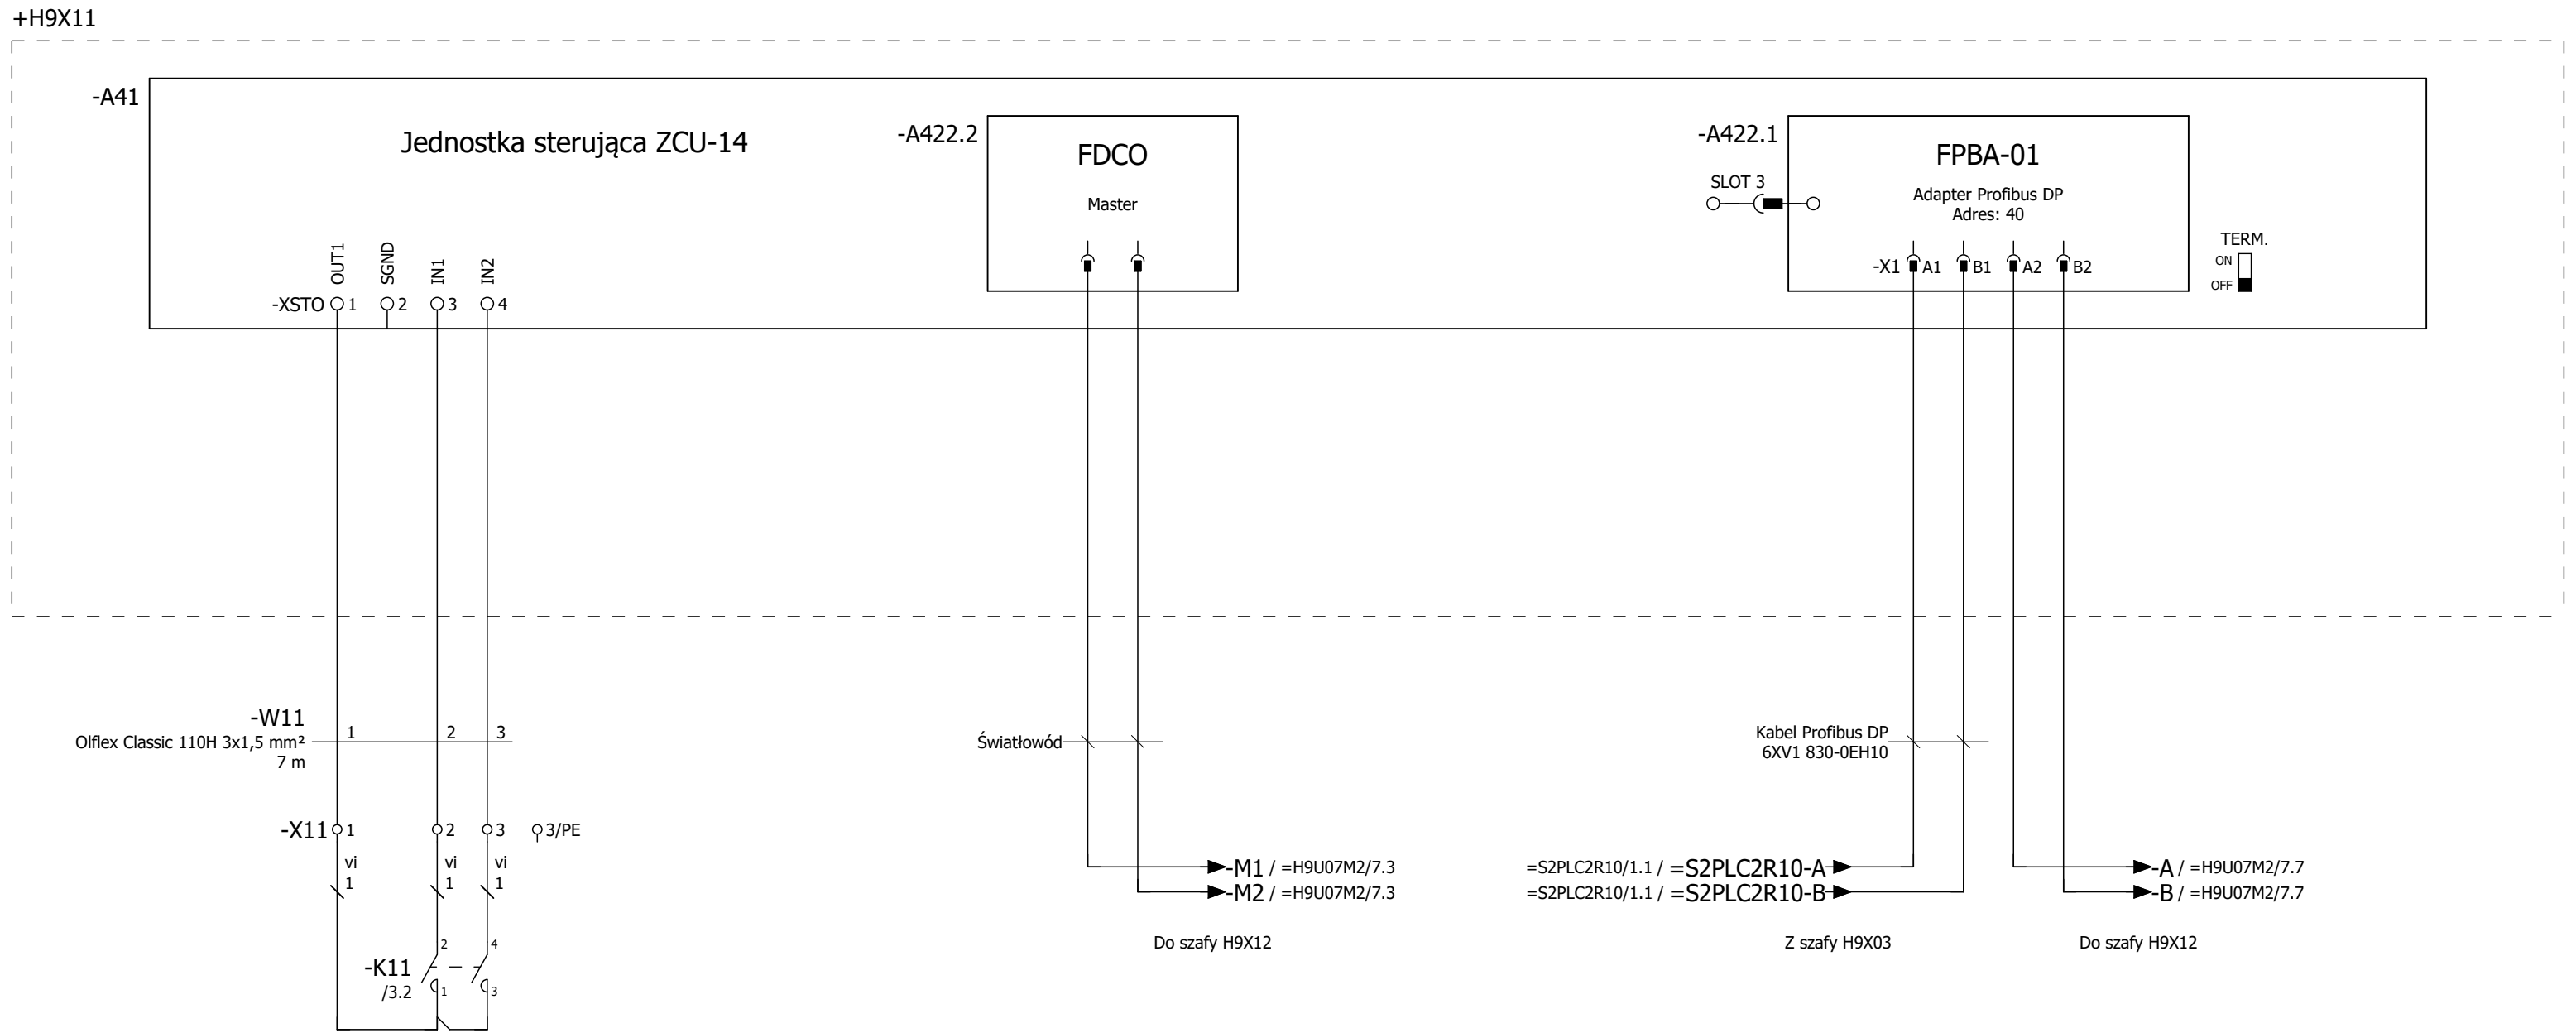 +H9X11
-A41
Jednostka sterująca ZCU-14
-A422.2
FDCO
Master
-A422.1
FPBA-01
Adapter Profibus DP
Adres: 40
SLOT 3
TERM.
ON
OFF
OUT1
SGND
IN1
IN2
-XSTO 1 2 3 4
-X1 A1 B1 A2 B2
-W11
Olflex Classic 110H 3x1,5 mm²
7 m
1 2 3
Światłowód
Kabel Profibus DP
6XV1 830-0EH10
-X11 1 2 3 3/PE
vi vi vi
1 1 1
-M1 / =H9U07M2/7.3
-M2 / =H9U07M2/7.3
=S2PLC2R10/1.1 / =S2PLC2R10-A
=S2PLC2R10/1.1 / =S2PLC2R10-B
-A / =H9U07M2/7.7
-B / =H9U07M2/7.7
Do szafy H9X12
Z szafy H9X03
Do szafy H9X12
2 4
-K11
/3.2
1 3